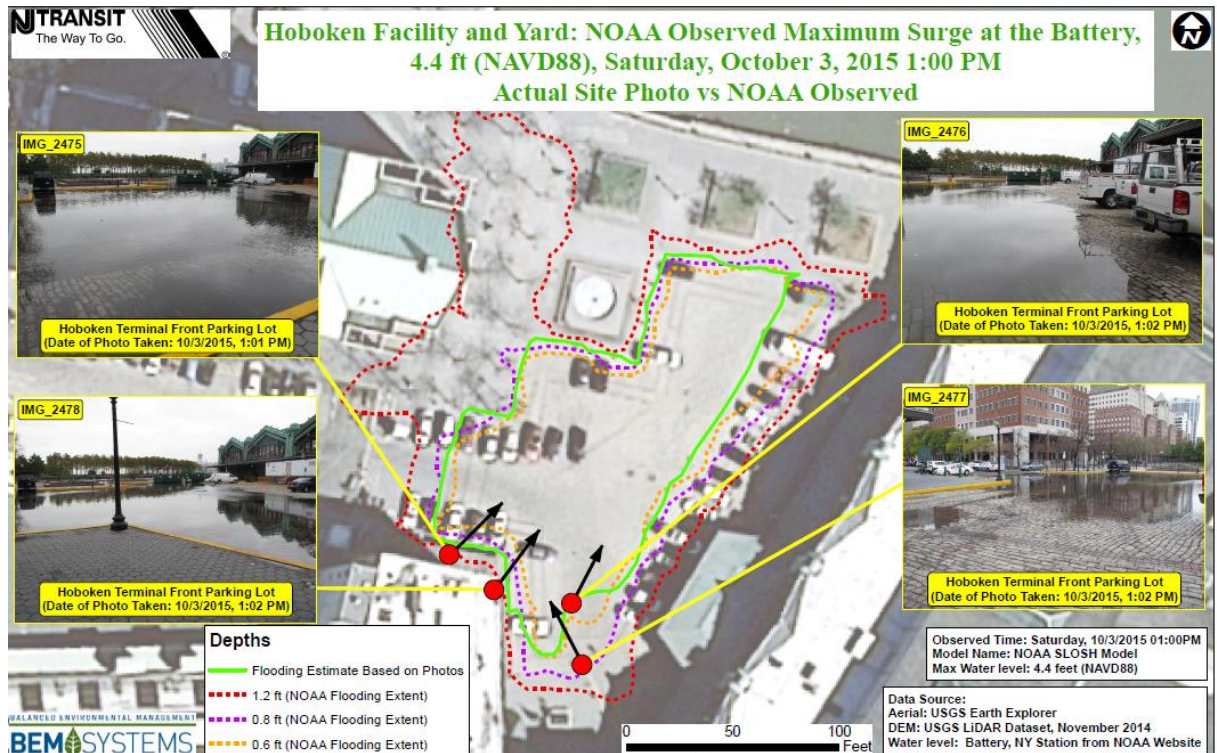 NJ TRANSIT
The Way To Go.
Hoboken Facility and Yard: NOAA Observed Maximum Surge at the Battery,
4.4 ft (NAVD88), Saturday, October 3, 2015 1:00 PM
Actual Site Photo vs NOAA Observed
N
IMG_2475
Hoboken Terminal Front Parking Lot
(Date of Photo Taken: 10/3/2015, 1:01 PM)
IMG_2476
Hoboken Terminal Front Parking Lot
(Date of Photo Taken: 10/3/2015, 1:02 PM)
IMG_2478
Hoboken Terminal Front Parking Lot
(Date of Photo Taken: 10/3/2015, 1:02 PM)
IMG_2477
Hoboken Terminal Front Parking Lot
(Date of Photo Taken: 10/3/2015, 1:02 PM)
Depths
Flooding Estimate Based on Photos
1.2 ft (NOAA Flooding Extent)
0.8 ft (NOAA Flooding Extent)
0.6 ft (NOAA Flooding Extent)
BALANCED ENVIRONMENTAL MANAGEMENT
BEM SYSTEMS
0 50 100
Feet
Observed Time: Saturday, 10/3/2015 01:00PM
Model Name: NOAA SLOSH Model
Max Water level: 4.4 feet (NAVD88)
Data Source:
Aerial: USGS Earth Explorer
DEM: USGS LiDAR Dataset, November 2014
Water level: Battery, NY Station from NOAA Website